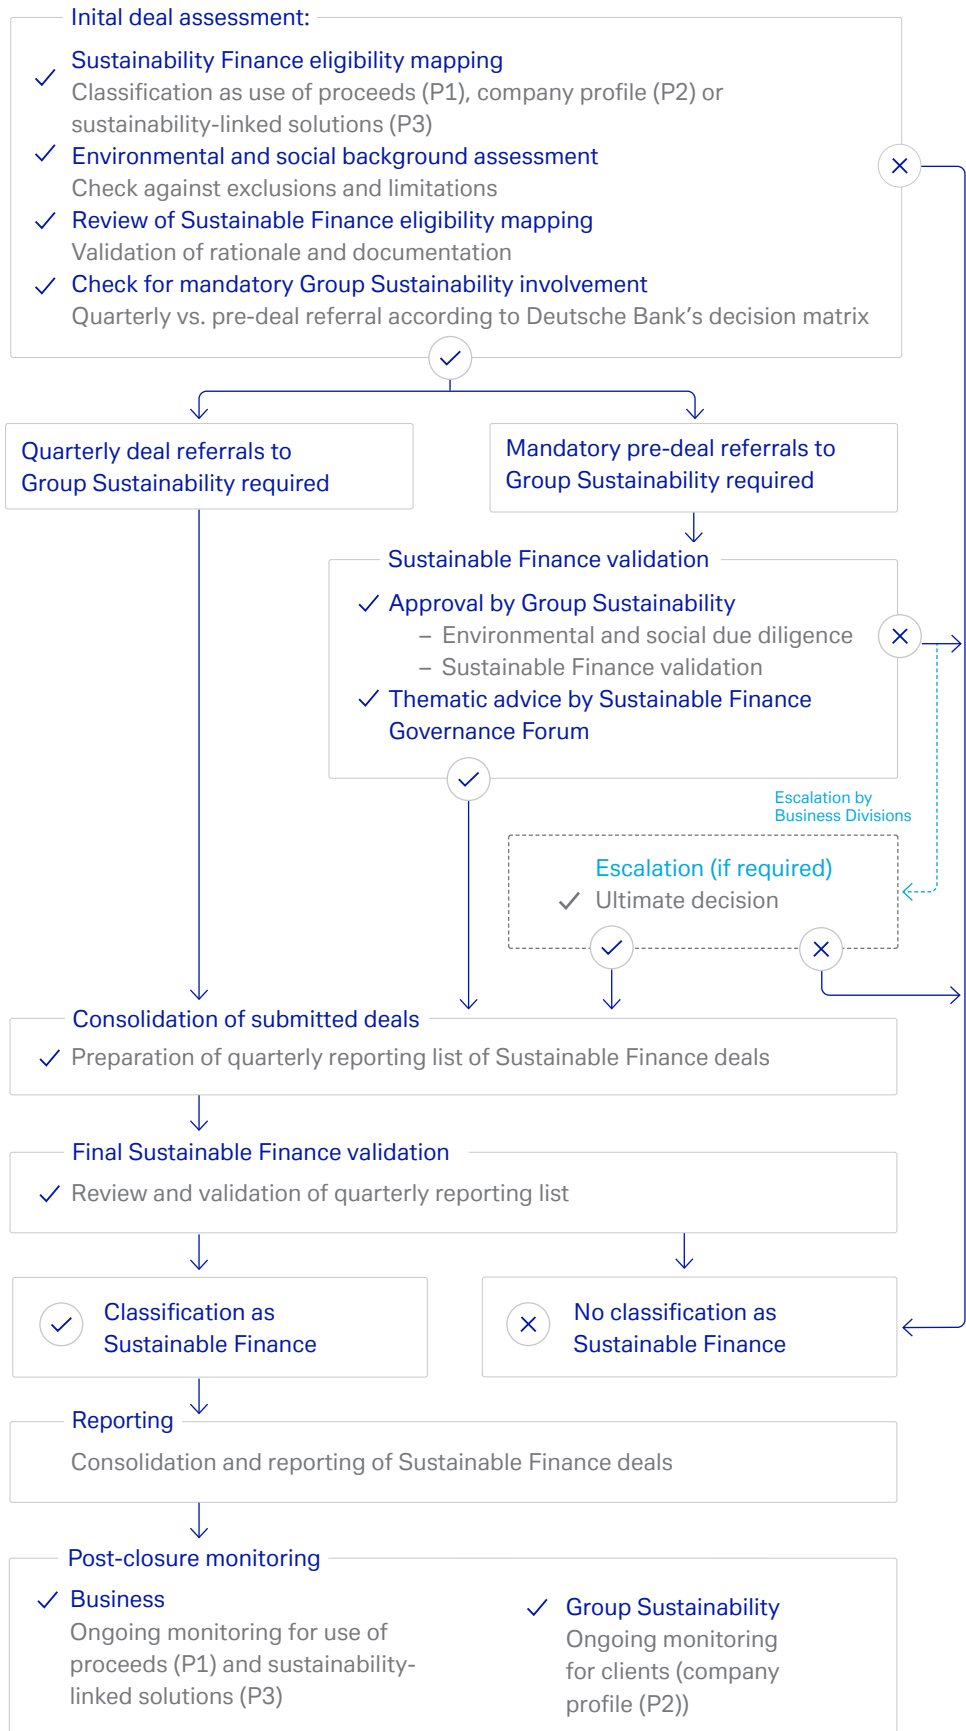 Inital deal assessment:
Sustainability Finance eligibility mapping
Classification as use of proceeds (P1), company profile (P2) or
sustainability-linked solutions (P3)
Environmental and social background assessment
Check against exclusions and limitations
Review of Sustainable Finance eligibility mapping
Validation of rationale and documentation
Check for mandatory Group Sustainability involvement
Quarterly vs. pre-deal referral according to Deutsche Bank's decision matrix
Quarterly deal referrals to
Group Sustainability required
Mandatory pre-deal referrals to
Group Sustainability required
Sustainable Finance validation
Approval by Group Sustainability
– Environmental and social due diligence
– Sustainable Finance validation
Thematic advice by Sustainable Finance
Governance Forum
Escalation by
Business Divisions
Escalation (if required)
Ultimate decision
Consolidation of submitted deals
Preparation of quarterly reporting list of Sustainable Finance deals
Final Sustainable Finance validation
Review and validation of quarterly reporting list
Classification as
Sustainable Finance
No classification as
Sustainable Finance
Reporting
Consolidation and reporting of Sustainable Finance deals
Post-closure monitoring
Business
Ongoing monitoring for use of
proceeds (P1) and sustainability-
linked solutions (P3)
Group Sustainability
Ongoing monitoring
for clients (company
profile (P2))